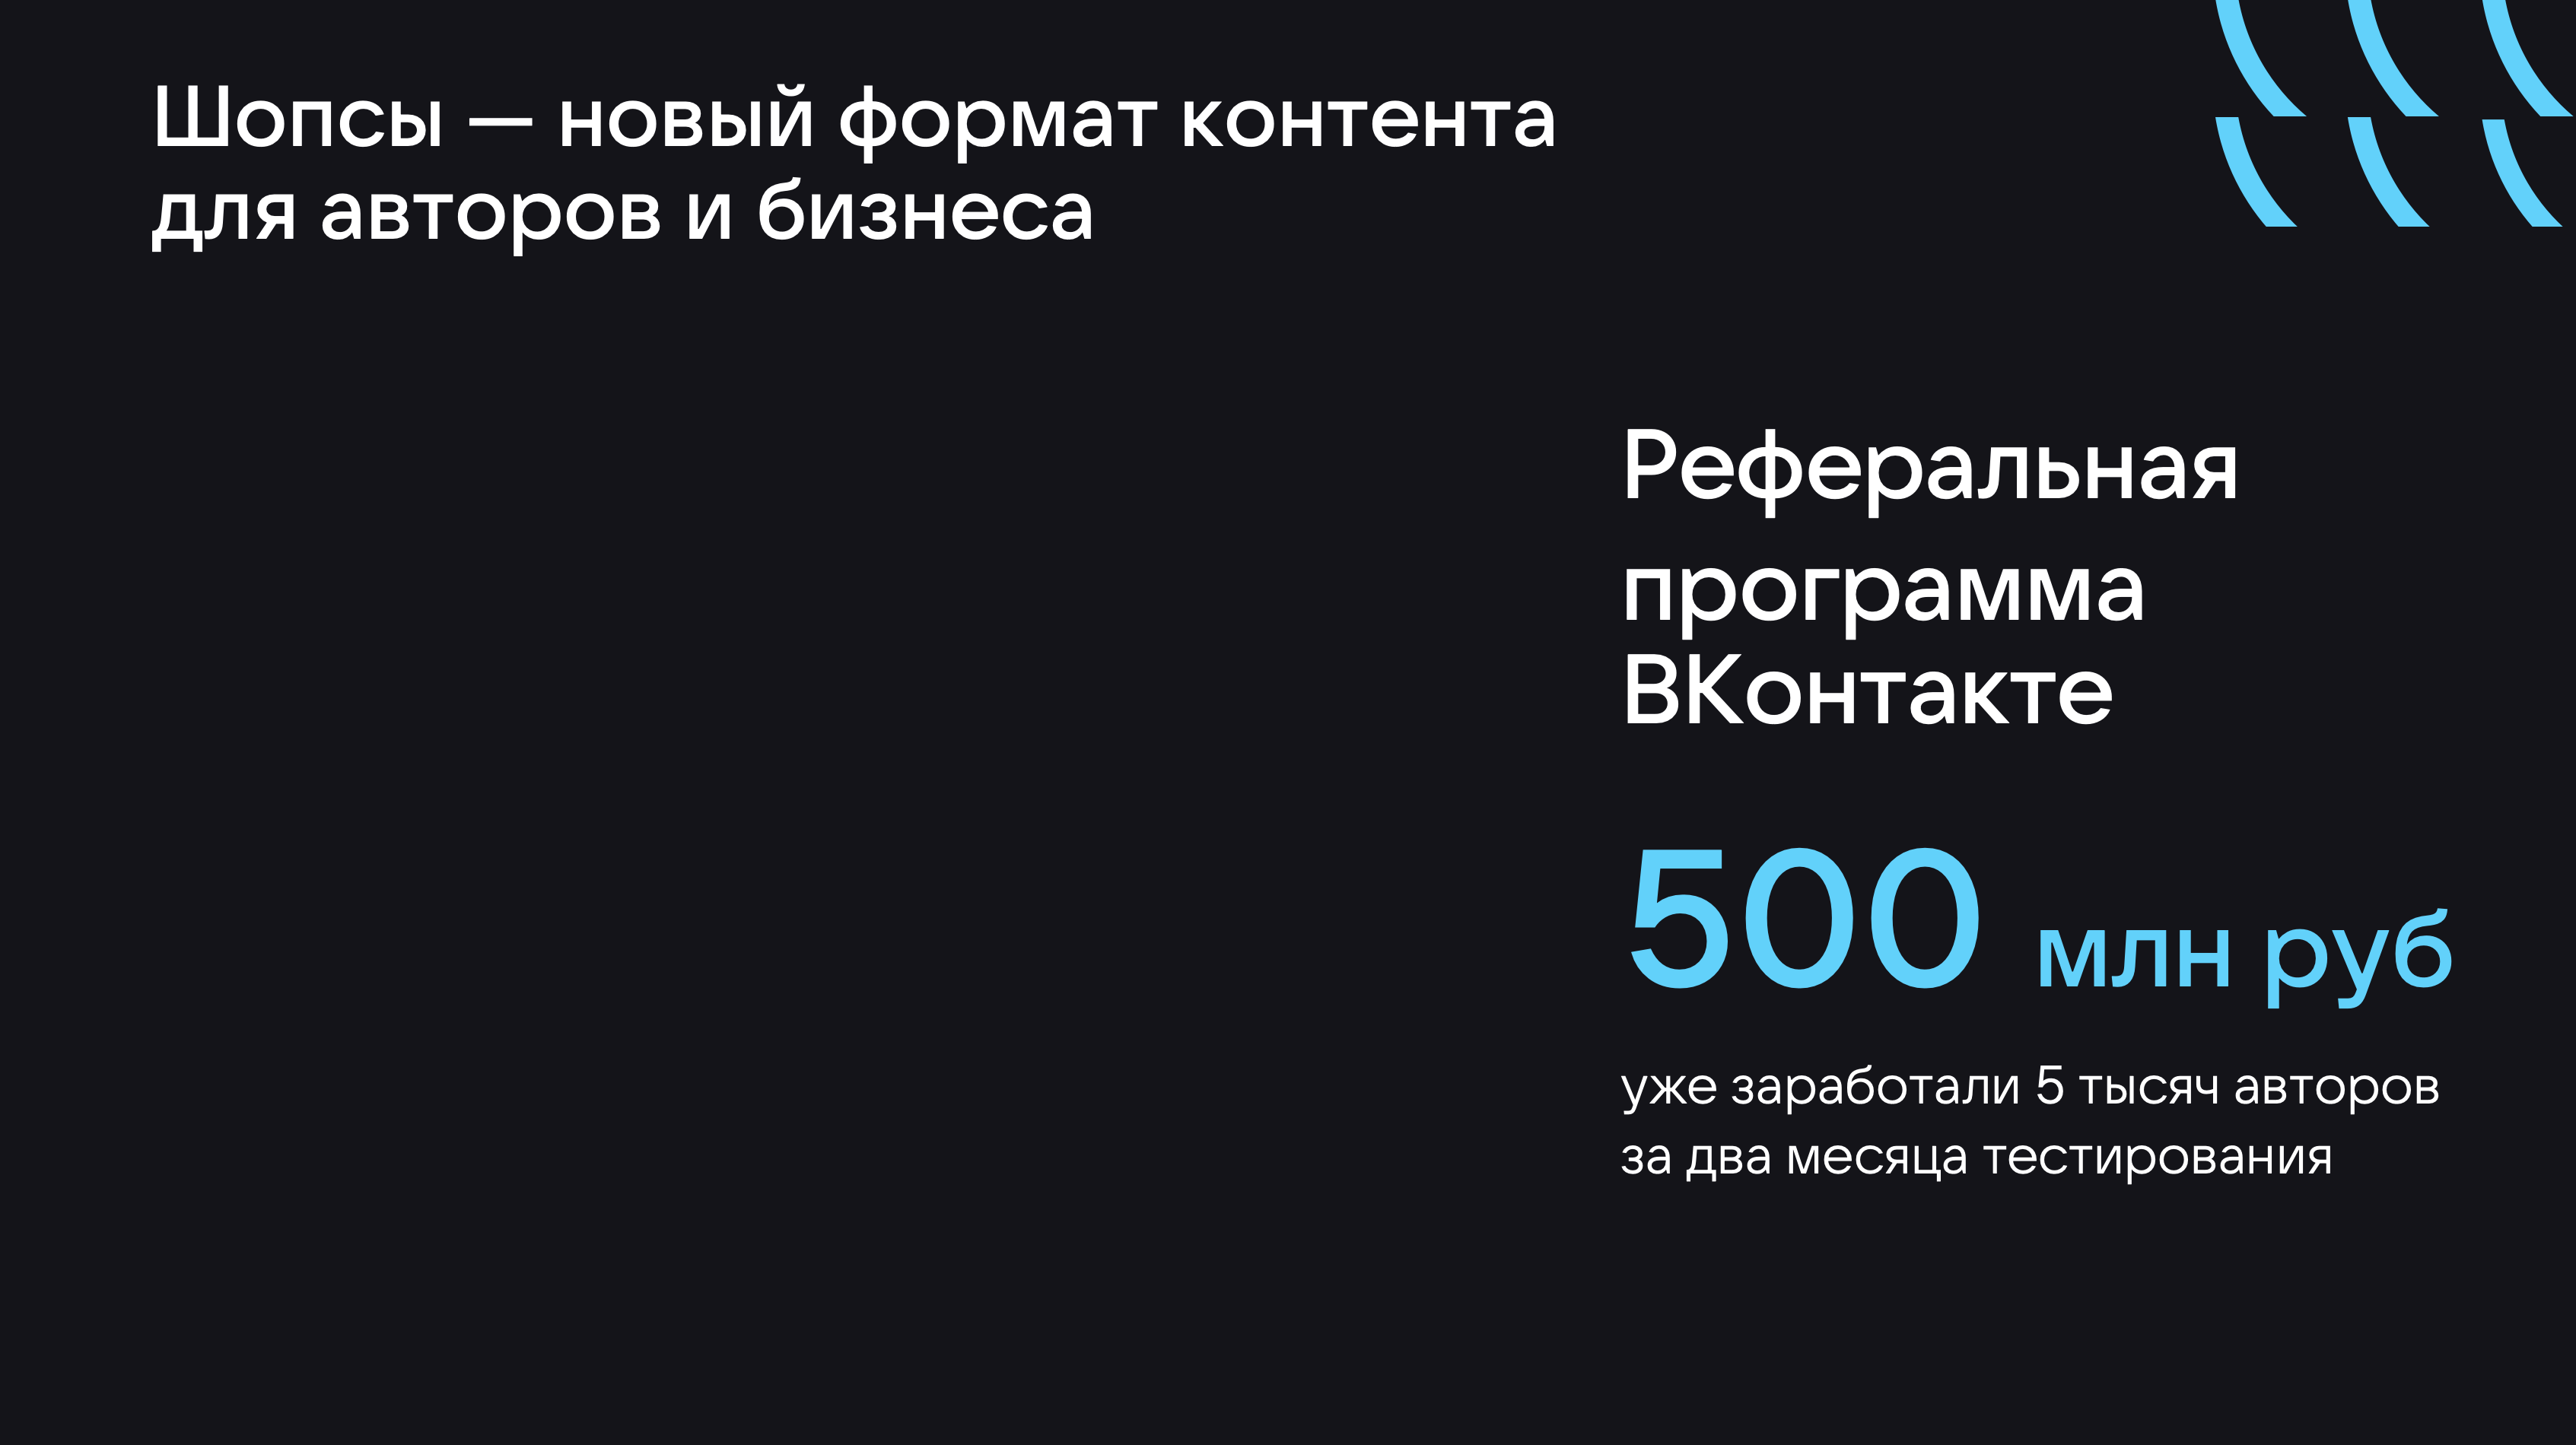 Шопсы — новый формат контента
для авторов и бизнеса
Реферальная
программа
ВКонтакте
500 млн руб
уже заработали 5 тысяч авторов
за два месяца тестирования